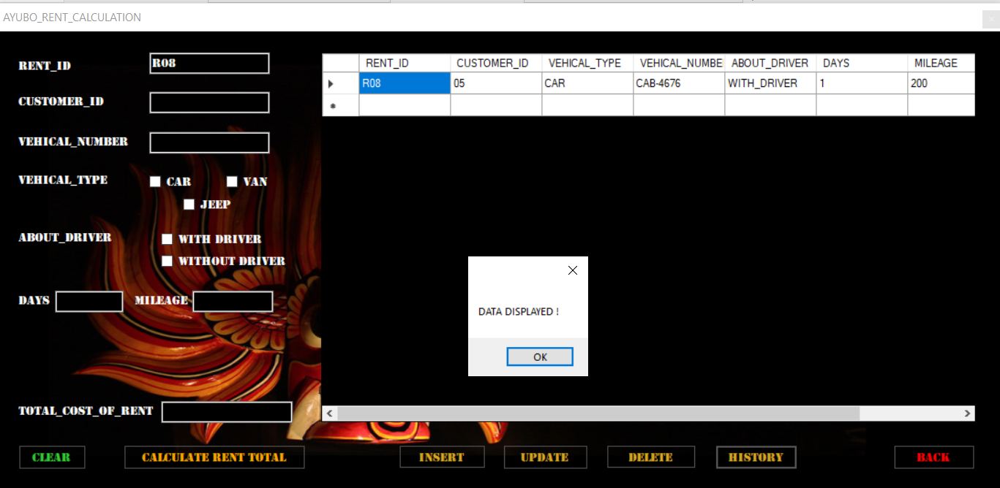 AYUBO_RENT_CALCULATION
RENT_ID R08
CUSTOMER_ID
VEHICAL_NUMBER
VEHICAL_TYPE CAR VAN
JEEP
ABOUT_DRIVER WITH DRIVER
WITHOUT DRIVER
DAYS MILEAGE
TOTAL_COST_OF_RENT
RENT_ID CUSTOMER_ID VEHICAL_TYPE VEHICAL_NUMBE ABOUT_DRIVER DAYS MILEAGE
R08 05 CAR CAB-4676 WITH_DRIVER 1 200
DATA DISPLAYED !
OK
CLEAR CALCULATE RENT TOTAL INSERT UPDATE DELETE HISTORY BACK